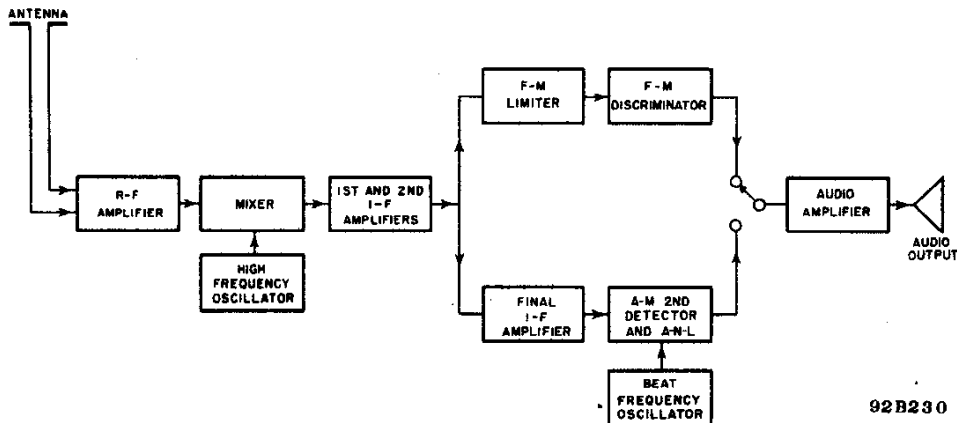 ANTENNA
R-F
AMPLIFIER
MIXER
HIGH
FREQUENCY
OSCILLATOR
1ST AND 2ND
I-F
AMPLIFIERS
F-M
LIMITER
F-M
DISCRIMINATOR
FINAL
I-F
AMPLIFIER
A-M 2ND
DETECTOR
AND A-N-L
BEAT
FREQUENCY
OSCILLATOR
AUDIO
AMPLIFIER
AUDIO
OUTPUT
92B230